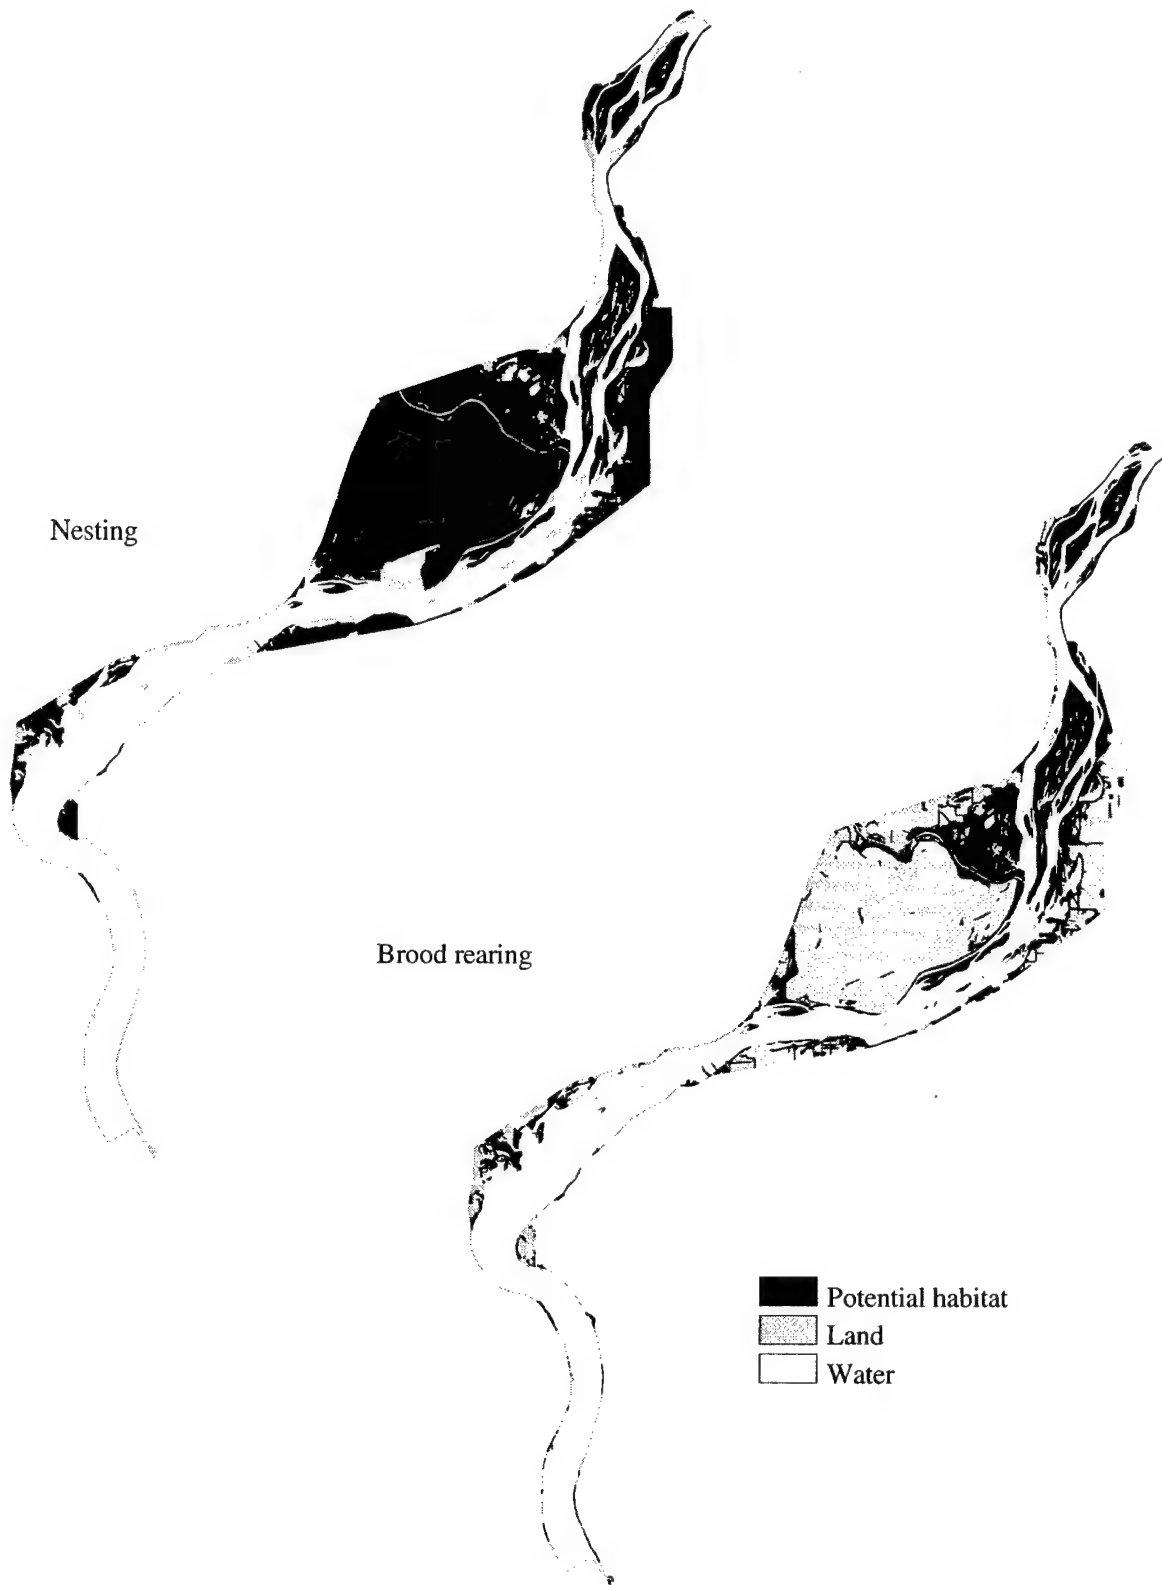 Nesting
Brood rearing
Potential habitat
Land
Water